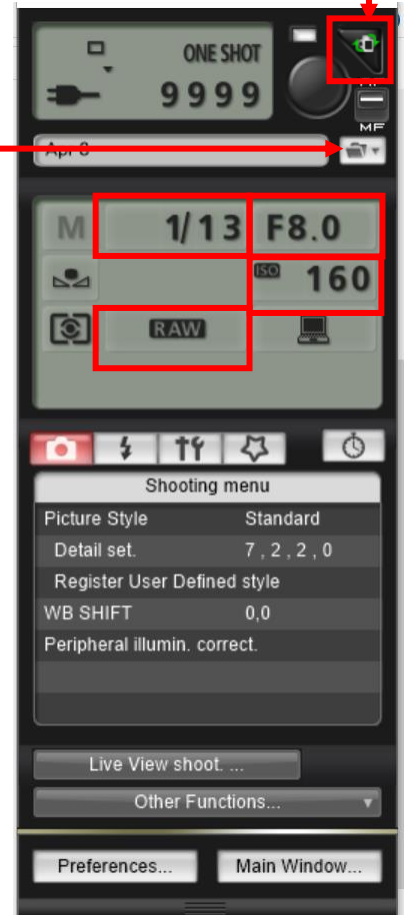 ONE SHOT
9999
AF
MF
Apr 8
M 1/13 F8.0
ISO 160
RAW
Shooting menu
Picture Style Standard
Detail set. 7 , 2 , 2 , 0
Register User Defined style
WB SHIFT 0,0
Peripheral illumin. correct.
Live View shoot. ...
Other Functions...
Preferences... Main Window...